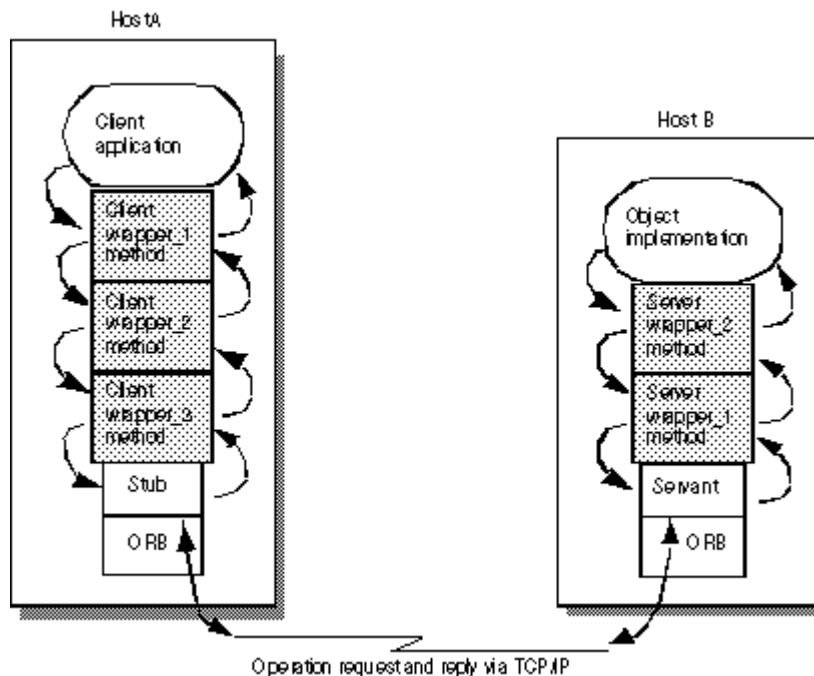 HostA
Client
application
Client
wrapper_1
method
Client
wrapper_2
method
Client
wrapper_3
method
Stub
ORB
Host B
Object
implementation
Server
wrapper_2
method
Server
wrapper_1
method
Servant
ORB
Operation request and reply via TCP/IP